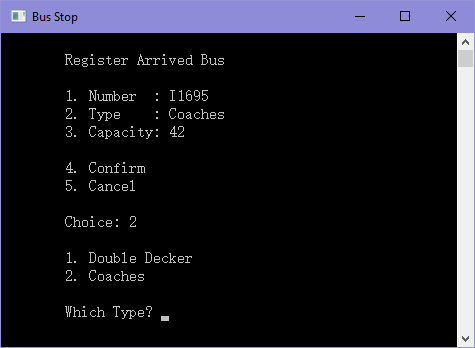 Bus Stop
Register Arrived Bus
1. Number  : I1695
2. Type    : Coaches
3. Capacity: 42
4. Confirm
5. Cancel
Choice: 2
1. Double Decker
2. Coaches
Which Type? _